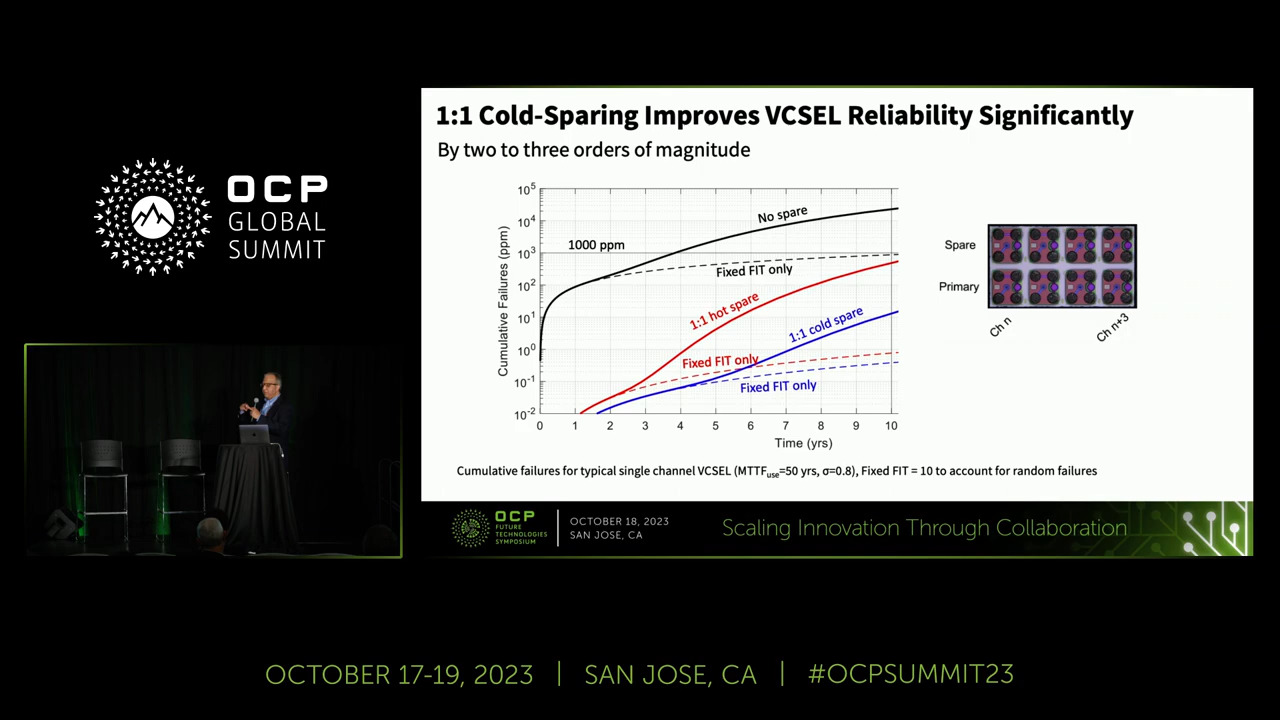 OCP
GLOBAL
SUMMIT
1:1 Cold-Sparing Improves VCSEL Reliability Significantly
By two to three orders of magnitude
Cumulative Failures (ppm)
10^5
10^4
10^3
10^2
10^1
10^0
10^-1
10^-2
No spare
1000 ppm
Fixed FIT only
1:1 hot spare
1:1 cold spare
Fixed FIT only
Fixed FIT only
0 1 2 3 4 5 6 7 8 9 10
Time (yrs)
Spare
Primary
Ch n
Ch n+3
Cumulative failures for typical single channel VCSEL (MTTFuse=50 yrs, σ=0.8), Fixed FIT = 10 to account for random failures
OCP
FUTURE
TECHNOLOGIES
SYMPOSIUM
OCTOBER 18, 2023
SAN JOSE, CA
Scaling Innovation Through Collaboration
OCTOBER 17-19, 2023 | SAN JOSE, CA | #OCPSUMMIT23